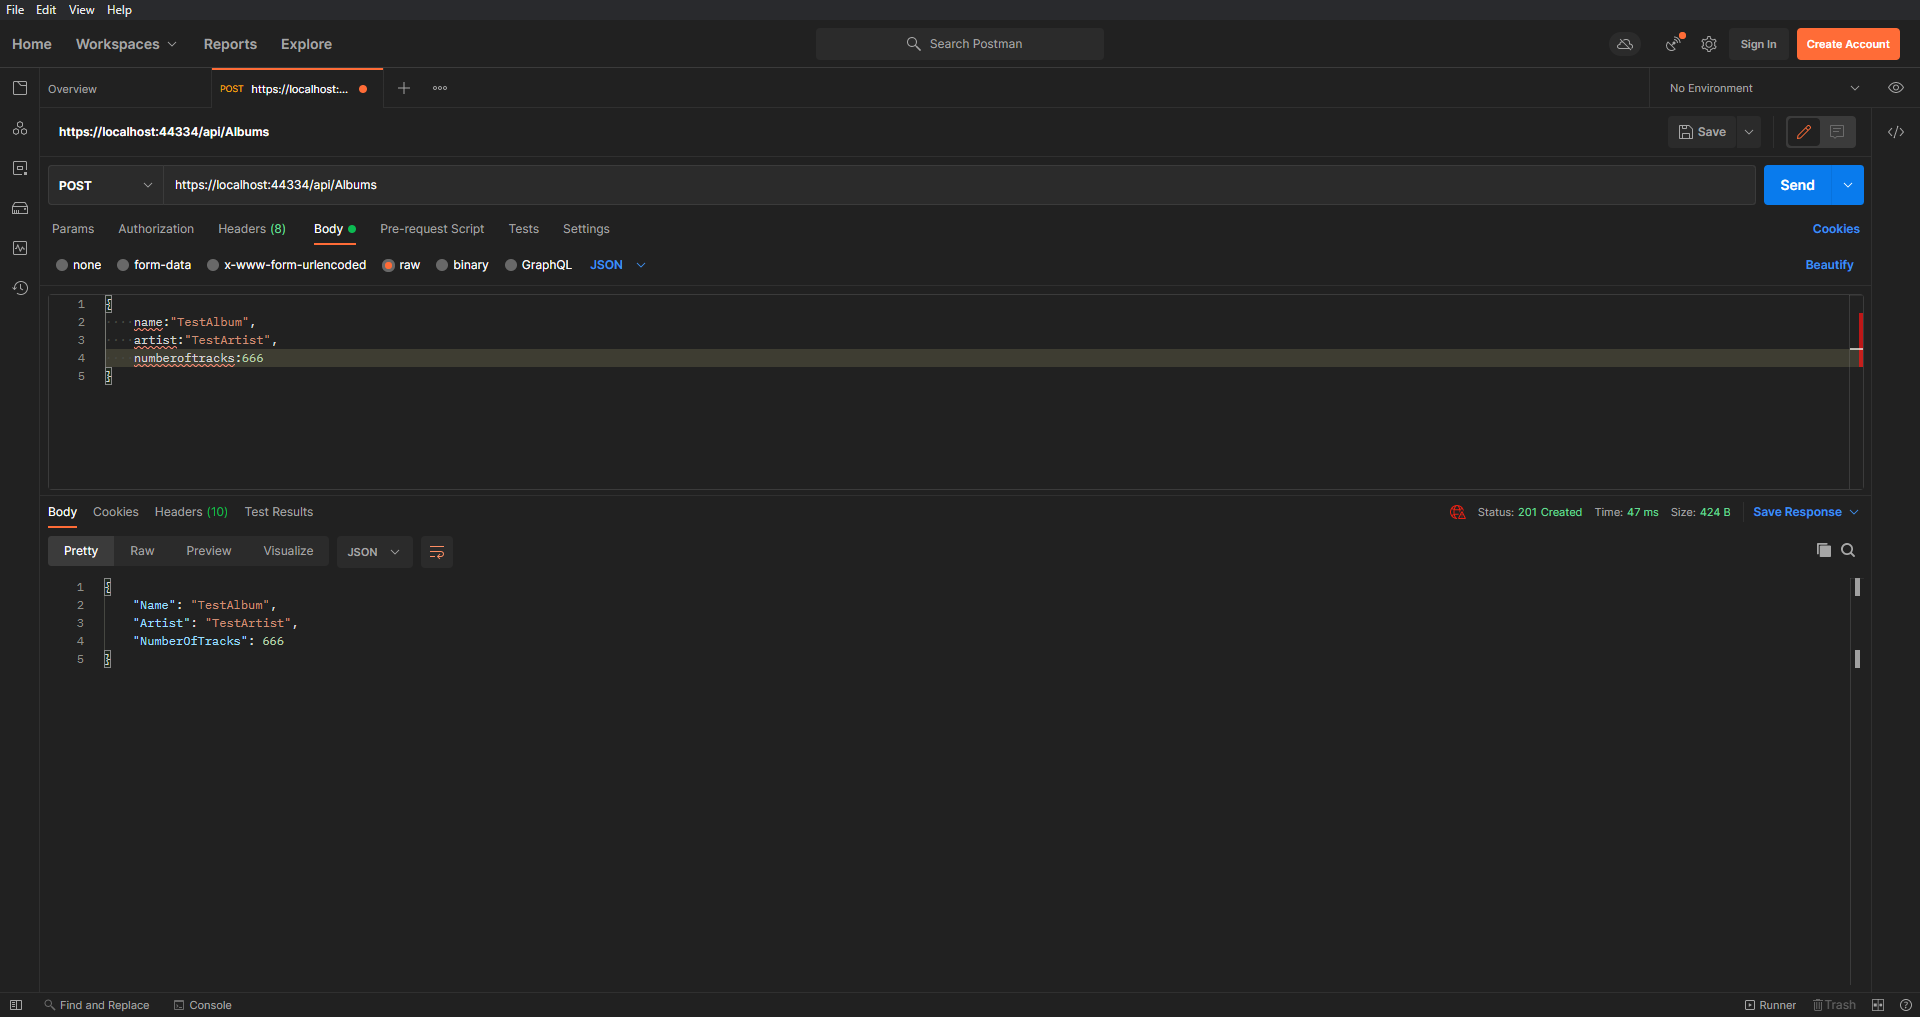 File Edit View Help
Home Workspaces Reports Explore Search Postman Sign In Create Account
Overview POST https://localhost:... No Environment
https://localhost:44334/api/Albums Save
POST https://localhost:44334/api/Albums Send
Params Authorization Headers (8) Body Pre-request Script Tests Settings Cookies
none form-data x-www-form-urlencoded raw binary GraphQL JSON Beautify
1 {
2 name:"TestAlbum",
3 artist:"TestArtist",
4 numberoftracks:666
5 }
Body Cookies Headers (10) Test Results Status: 201 Created Time: 47 ms Size: 424 B Save Response
Pretty Raw Preview Visualize JSON
1 {
2 "Name": "TestAlbum",
3 "Artist": "TestArtist",
4 "NumberOfTracks": 666
5 }
Find and Replace Console Runner Trash